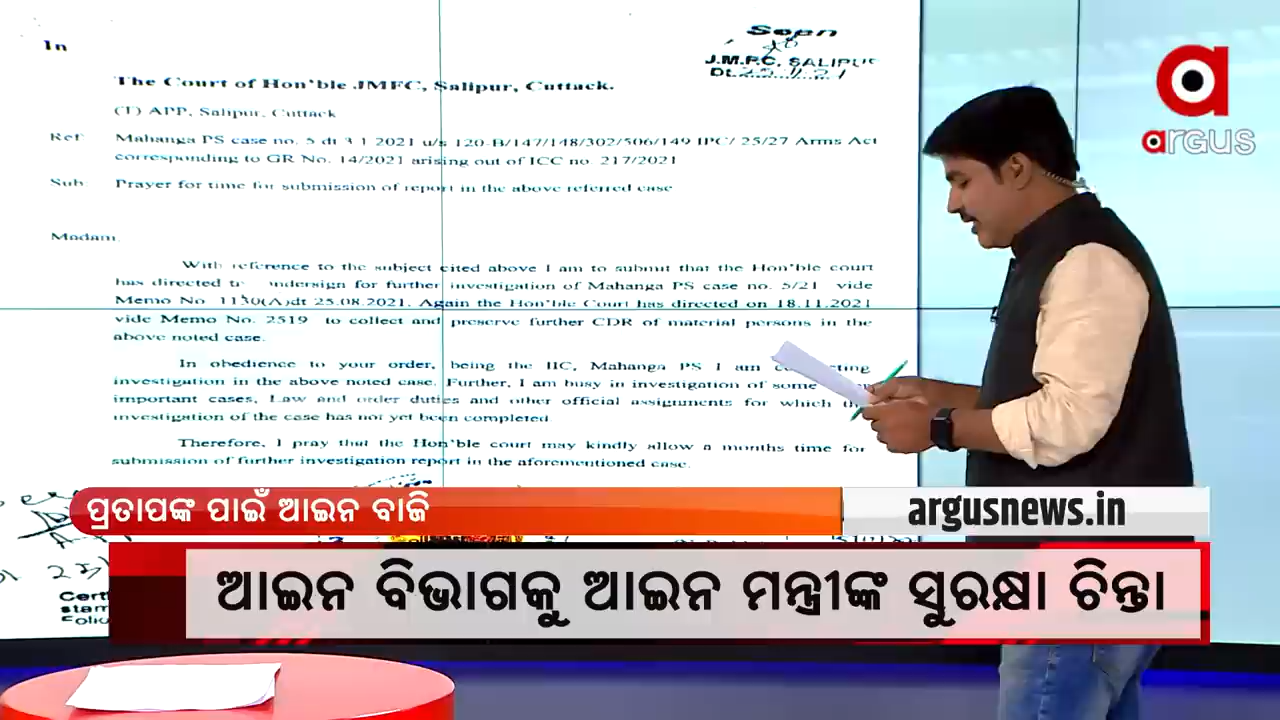 In
Seen
J.M.F.C, SALIPUR
The Court of Hon'ble JMFC, Salipur, Cuttack.
(T) APP, Salipur, Cuttack
Ref Mahanga PS case no. 5 dt 3 1 2021 u/s 120-B/147/148/302/506/149 IPC/ 25/27 Arms Act
corresponding to GR No. 14/2021 arising out of ICC no. 217/2021
Sub Prayer for time for submission of report in the above referred case
Madam,
With reference to the subject cited above I am to submit that the Hon'ble court
has directed undersign for further investigation of Mahanga PS case no. 5/21 vide
Memo No 1130(A)dt 25.08.2021. Again the Hon'ble Court has directed on 18.11.2021
vide Memo No. 2519 to collect and preserve further CDR of material persons in the
above noted case.
In obedience to your order, being the IIC, Mahanga PS I am
investigation in the above noted case. Further, I am busy in investigation of some
important cases, Law and order duties and other official assignments for which
investigation of the case has not yet been completed.
Therefore, I pray that the Hon'ble court may kindly allow a months time for
submission of further investigation report in the aforementioned case.
argus
ପ୍ରତାପଙ୍କ ପାଇଁ ଆଇନ ବାଜି
argusnews.in
ଆଇନ ବିଭାଗକୁ ଆଇନ ମନ୍ତ୍ରୀଙ୍କ ସୁରକ୍ଷା ଚିନ୍ତା